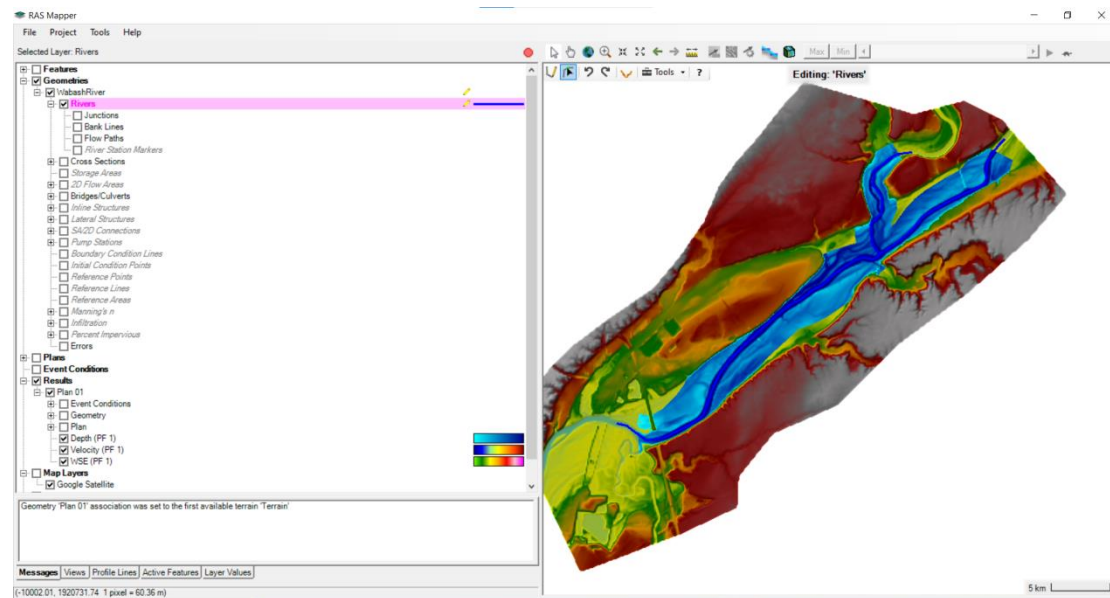 RAS Mapper
File Project Tools Help
Selected Layer: Rivers
Max Min
Tools ?
Editing: 'Rivers'
Features
Geometries
WabashRiver
Rivers
Junctions
Bank Lines
Flow Paths
River Station Markers
Cross Sections
Storage Areas
2D Flow Areas
Bridges/Culverts
Inline Structures
Lateral Structures
SA/2D Connections
Pump Stations
Boundary Condition Lines
Initial Condition Points
Reference Points
Reference Lines
Reference Areas
Manning's n
Infiltration
Percent Impervious
Errors
Plans
Event Conditions
Results
Plan 01
Event Conditions
Geometry
Plan
Depth (PF 1)
Velocity (PF 1)
WSE (PF 1)
Map Layers
Google Satellite
Geometry 'Plan 01' association was set to the first available terrain 'Terrain'
Messages Views Profile Lines Active Features Layer Values
5 km
(-10002.01, 1920731.74 1 pixel = 60.36 m)